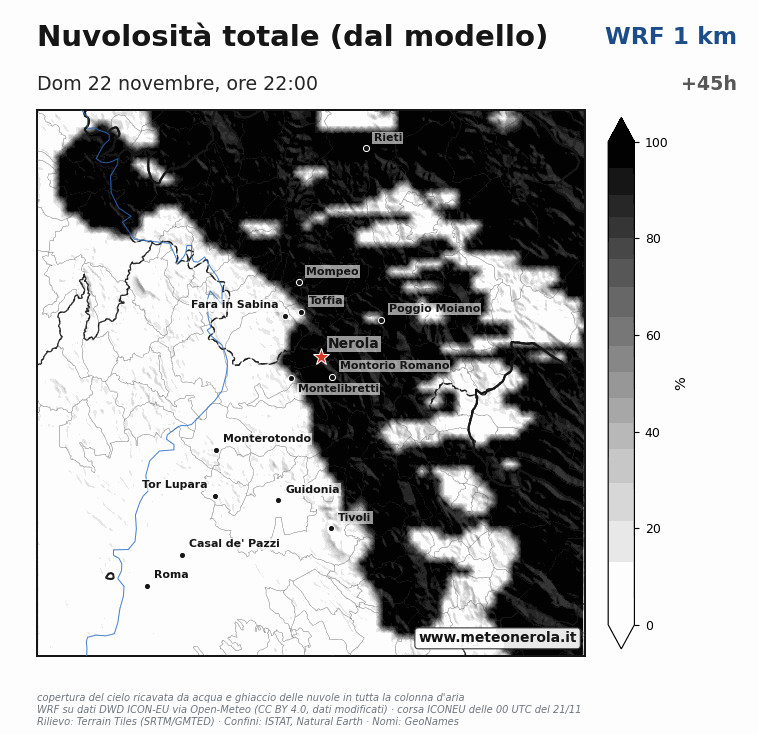 Nuvolosità totale (dal modello)
WRF 1 km
Dom 22 novembre, ore 22:00
+45h
Rieti
Mompeo
Toffia
Fara in Sabina
Poggio Moiano
Nerola
Montorio Romano
Montelibretti
Monterotondo
Tor Lupara
Guidonia
Tivoli
Casal de' Pazzi
Roma
www.meteonerola.it
100
80
60
40
20
0
%
copertura del cielo ricavata da acqua e ghiaccio delle nuvole in tutta la colonna d'aria
WRF su dati DWD ICON-EU via Open-Meteo (CC BY 4.0, dati modificati) · corsa ICONEU delle 00 UTC del 21/11
Rilievo: Terrain Tiles (SRTM/GMTED) · Confini: ISTAT, Natural Earth · Nomi: GeoNames